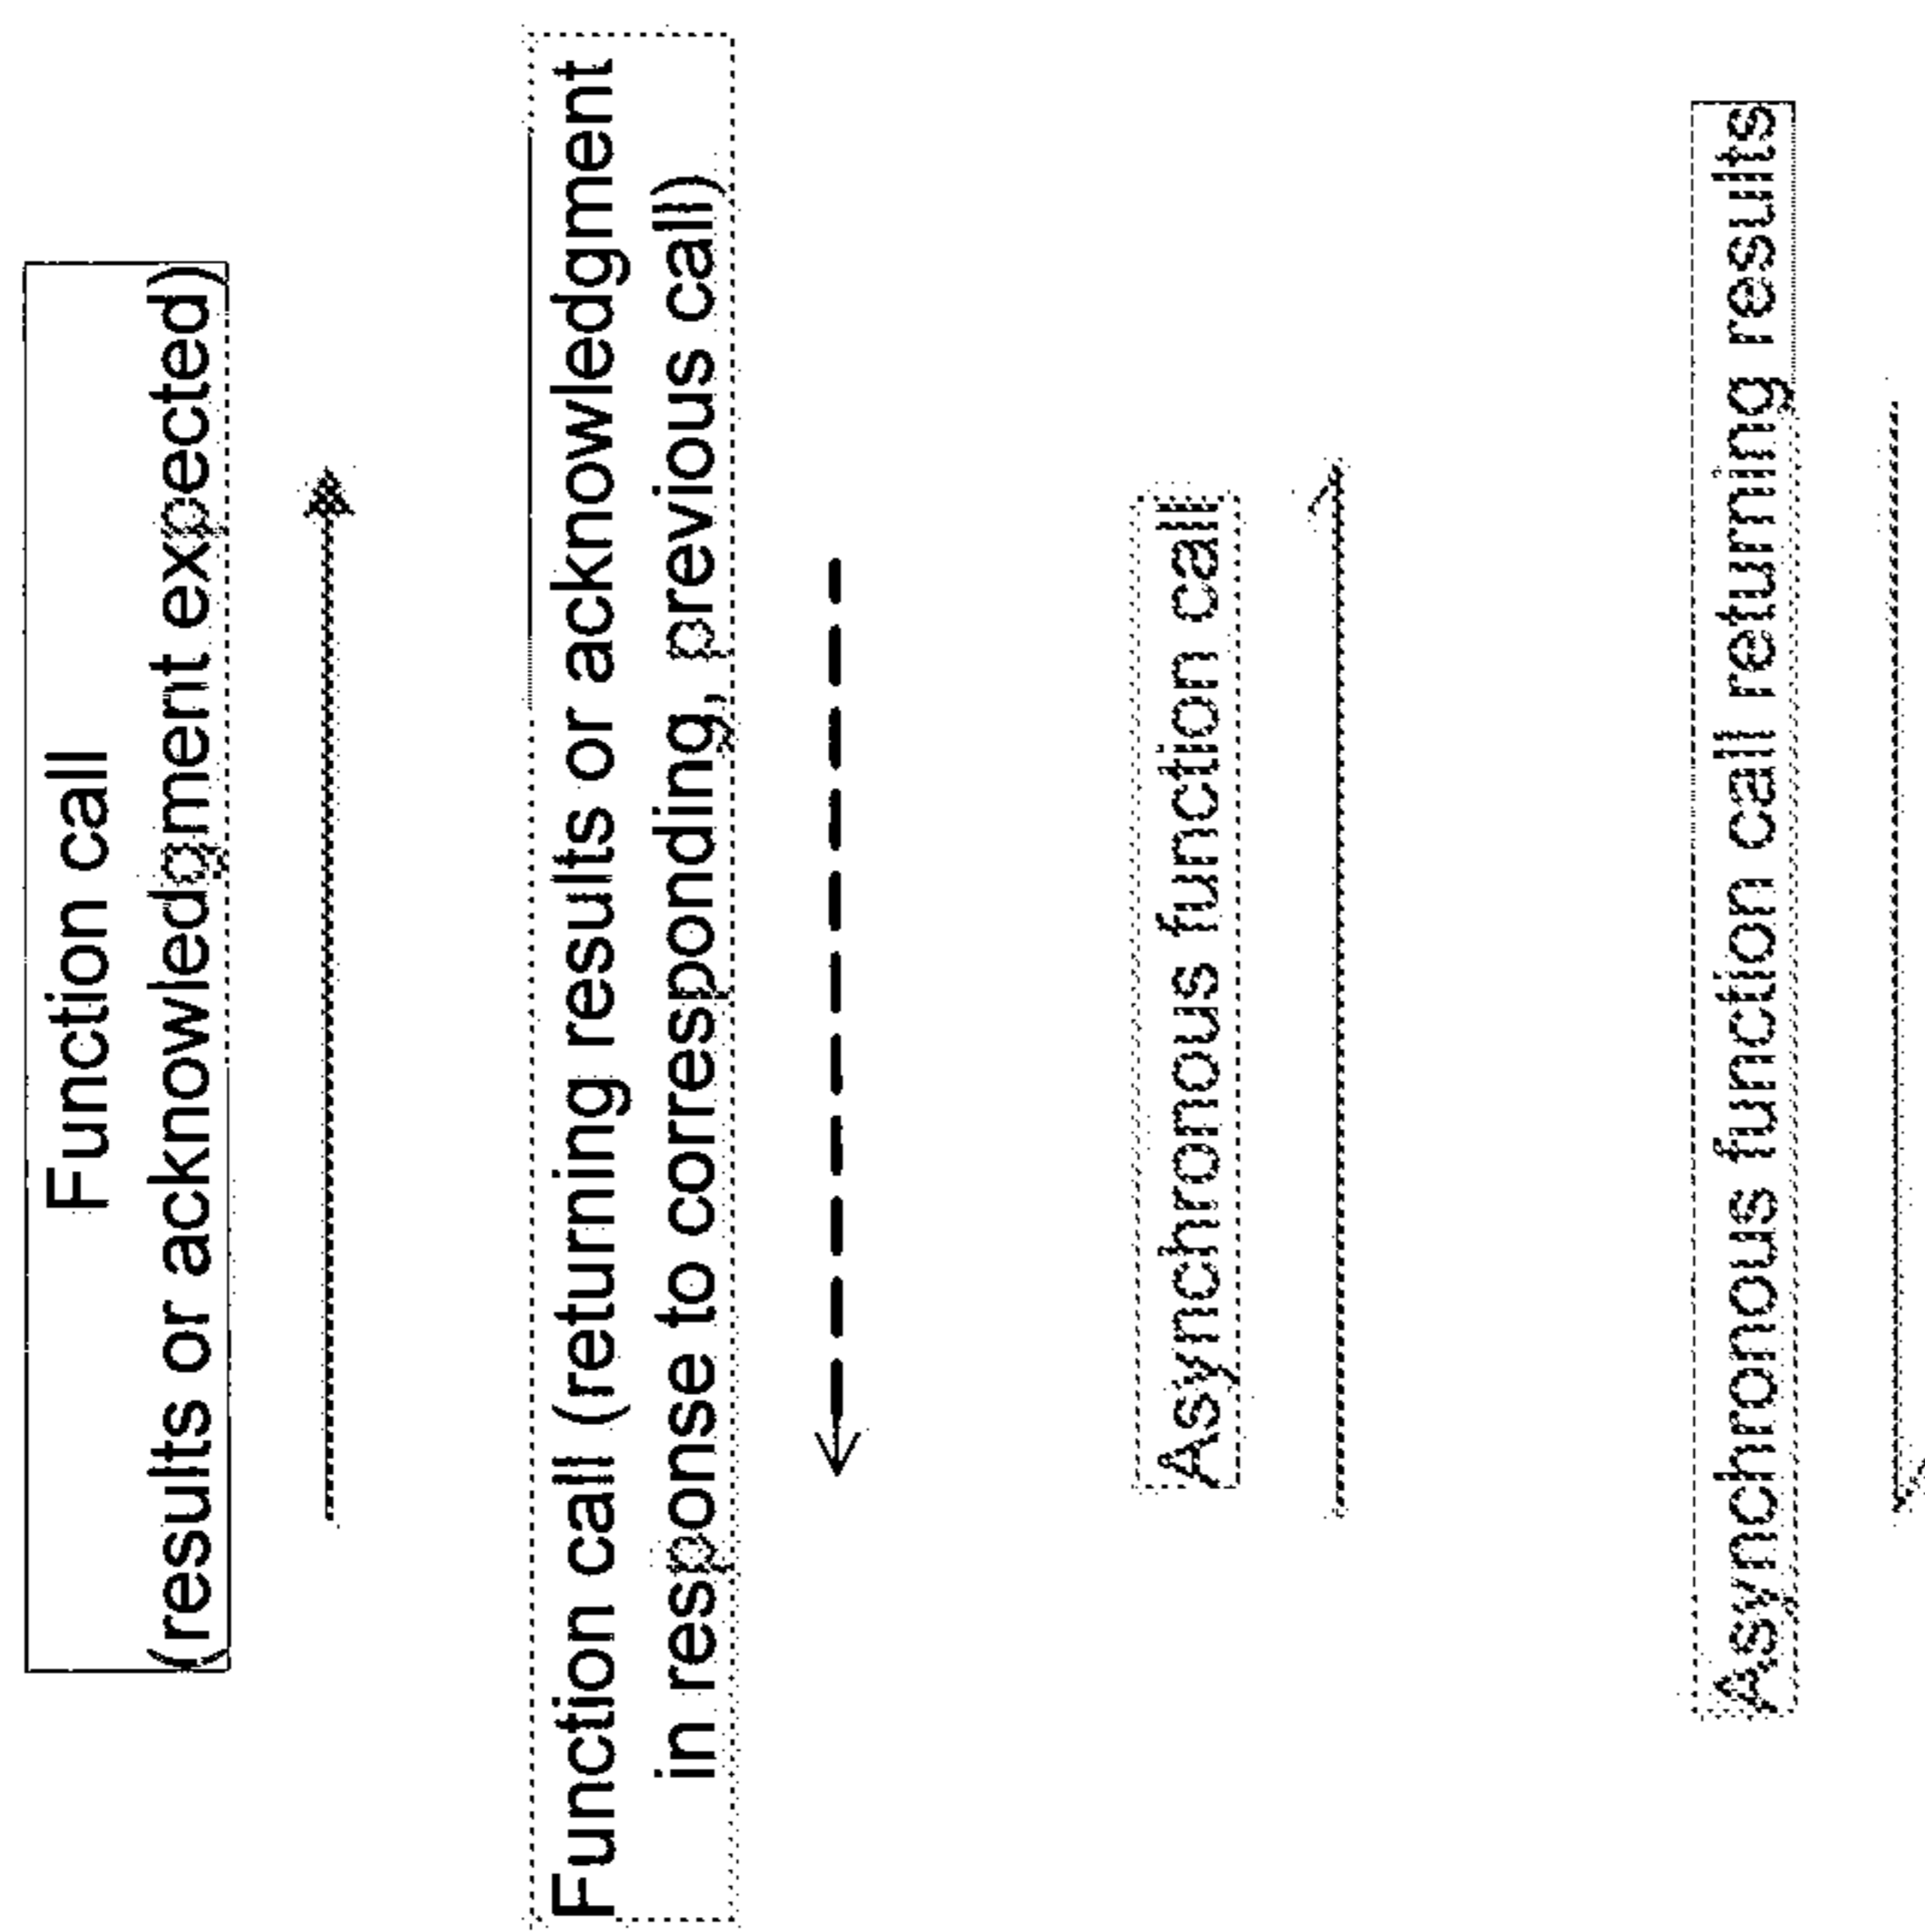 Function call
(results or acknowledgment expected)
Function call (returning results or acknowledgment
in response to corresponding, previous call)
Asynchronous function call
Asynchronous function call returning results